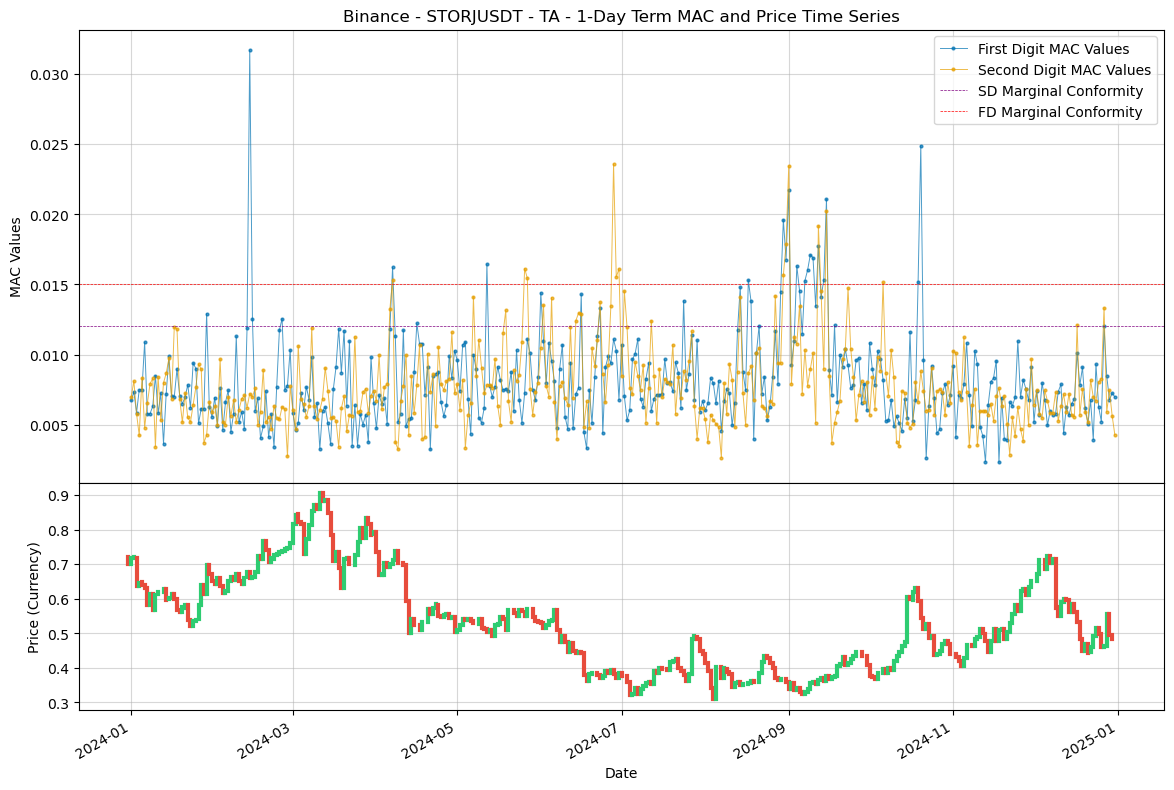 Binance - STORJUSDT - TA - 1-Day Term MAC and Price Time Series
First Digit MAC Values
Second Digit MAC Values
SD Marginal Conformity
FD Marginal Conformity
MAC Values
0.030
0.025
0.020
0.015
0.010
0.005
Price (Currency)
0.9
0.8
0.7
0.6
0.5
0.4
0.3
2024-01
2024-03
2024-05
2024-07
2024-09
2024-11
2025-01
Date